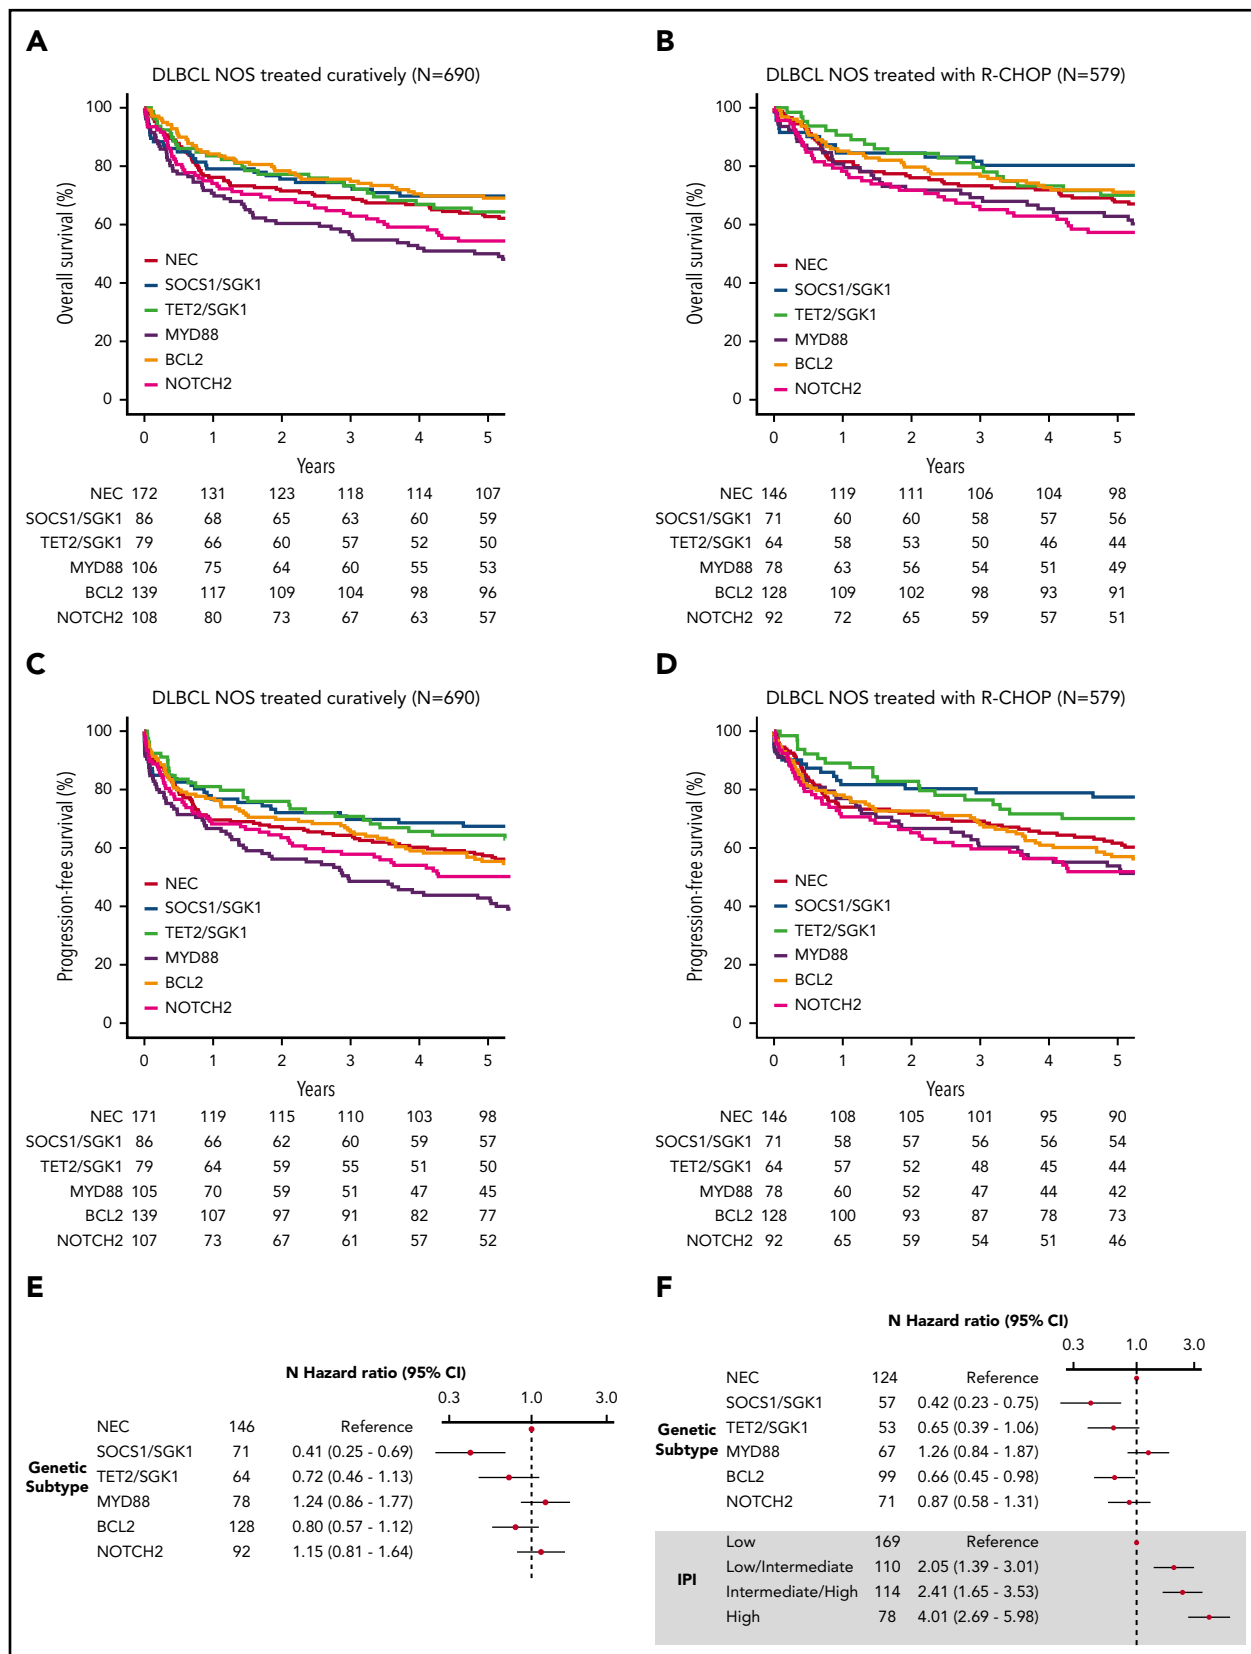 A
DLBCL NOS treated curatively (N=690)
Overall survival (%)
100
80
60
40
20
0
NEC
SOCS1/SGK1
TET2/SGK1
MYD88
BCL2
NOTCH2
0 1 2 3 4 5
Years
NEC 172 131 123 118 114 107
SOCS1/SGK1 86 68 65 63 60 59
TET2/SGK1 79 66 60 57 52 50
MYD88 106 75 64 60 55 53
BCL2 139 117 109 104 98 96
NOTCH2 108 80 73 67 63 57
B
DLBCL NOS treated with R-CHOP (N=579)
Overall survival (%)
100
80
60
40
20
0
NEC
SOCS1/SGK1
TET2/SGK1
MYD88
BCL2
NOTCH2
0 1 2 3 4 5
Years
NEC 146 119 111 106 104 98
SOCS1/SGK1 71 60 60 58 57 56
TET2/SGK1 64 58 53 50 46 44
MYD88 78 63 56 54 51 49
BCL2 128 109 102 98 93 91
NOTCH2 92 72 65 59 57 51
C
DLBCL NOS treated curatively (N=690)
Progression-free survival (%)
100
80
60
40
20
0
NEC
SOCS1/SGK1
TET2/SGK1
MYD88
BCL2
NOTCH2
0 1 2 3 4 5
Years
NEC 171 119 115 110 103 98
SOCS1/SGK1 86 66 62 60 59 57
TET2/SGK1 79 64 59 55 51 50
MYD88 105 70 59 51 47 45
BCL2 139 107 97 91 82 77
NOTCH2 107 73 67 61 57 52
D
DLBCL NOS treated with R-CHOP (N=579)
Progression-free survival (%)
100
80
60
40
20
0
NEC
SOCS1/SGK1
TET2/SGK1
MYD88
BCL2
NOTCH2
0 1 2 3 4 5
Years
NEC 146 108 105 101 95 90
SOCS1/SGK1 71 58 57 56 56 54
TET2/SGK1 64 57 52 48 45 44
MYD88 78 60 52 47 44 42
BCL2 128 100 93 87 78 73
NOTCH2 92 65 59 54 51 46
E
N Hazard ratio (95% CI)
0.3 1.0 3.0
Genetic
Subtype
NEC 146 Reference
SOCS1/SGK1 71 0.41 (0.25 - 0.69)
TET2/SGK1 64 0.72 (0.46 - 1.13)
MYD88 78 1.24 (0.86 - 1.77)
BCL2 128 0.80 (0.57 - 1.12)
NOTCH2 92 1.15 (0.81 - 1.64)
F
N Hazard ratio (95% CI)
0.3 1.0 3.0
Genetic
Subtype
NEC 124 Reference
SOCS1/SGK1 57 0.42 (0.23 - 0.75)
TET2/SGK1 53 0.65 (0.39 - 1.06)
MYD88 67 1.26 (0.84 - 1.87)
BCL2 99 0.66 (0.45 - 0.98)
NOTCH2 71 0.87 (0.58 - 1.31)
IPI
Low 169 Reference
Low/Intermediate 110 2.05 (1.39 - 3.01)
Intermediate/High 114 2.41 (1.65 - 3.53)
High 78 4.01 (2.69 - 5.98)